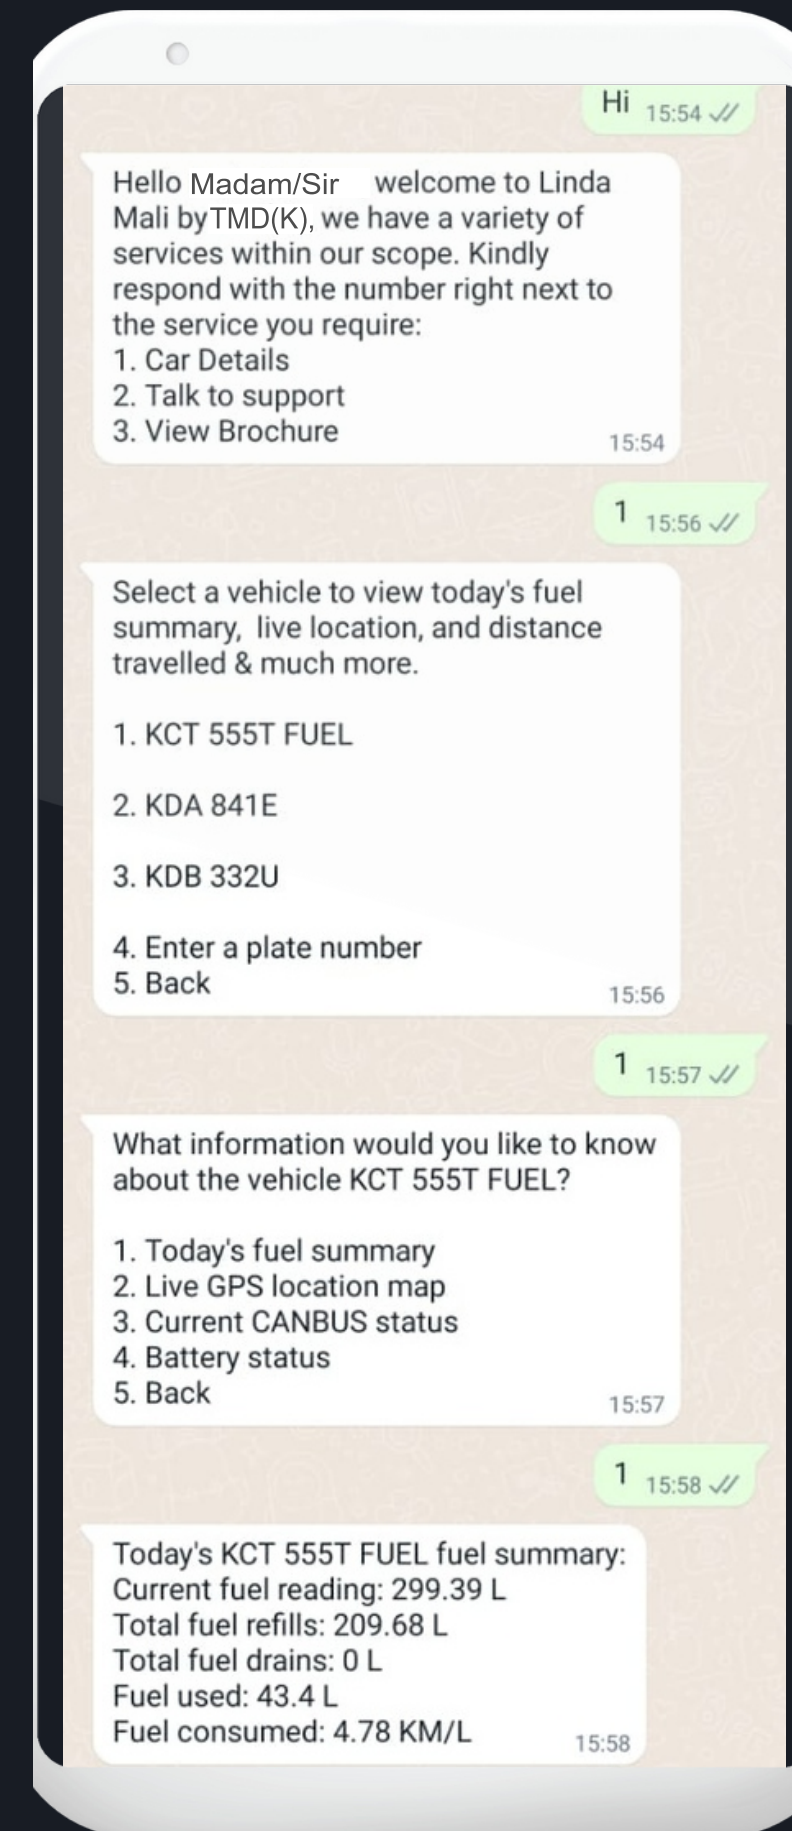 Hi 15:54
Hello Madam/Sir welcome to Linda
Mali by TMD(K), we have a variety of
services within our scope. Kindly
respond with the number right next to
the service you require:
1. Car Details
2. Talk to support
3. View Brochure
15:54
1 15:56
Select a vehicle to view today's fuel
summary, live location, and distance
travelled & much more.
1. KCT 555T FUEL
2. KDA 841E
3. KDB 332U
4. Enter a plate number
5. Back
15:56
1 15:57
What information would you like to know
about the vehicle KCT 555T FUEL?
1. Today's fuel summary
2. Live GPS location map
3. Current CANBUS status
4. Battery status
5. Back
15:57
1 15:58
Today's KCT 555T FUEL fuel summary:
Current fuel reading: 299.39 L
Total fuel refills: 209.68 L
Total fuel drains: 0 L
Fuel used: 43.4 L
Fuel consumed: 4.78 KM/L
15:58